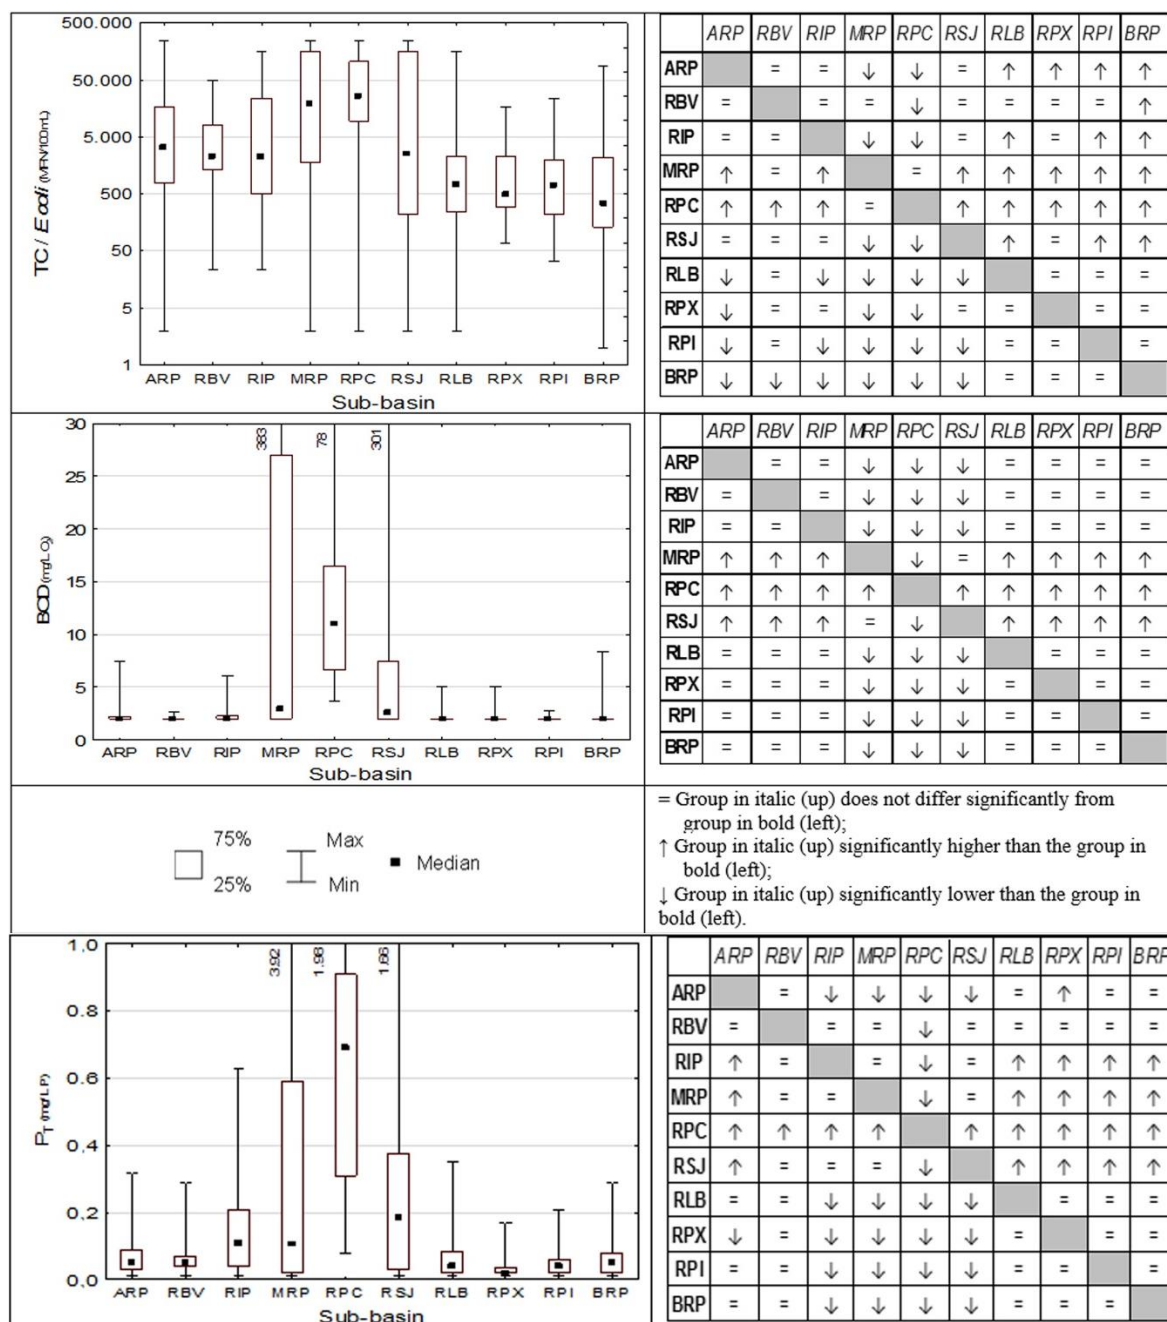 500.000
50.000
5.000
500
50
5
1
TC / E.coli (MPN/100mL)
ARP RBV RIP MRP RPC RSJ RLB RPX RPI BRP
Sub-basin
ARP RBV RIP MRP RPC RSJ RLB RPX RPI BRP
ARP = = ↓ ↓ = ↑ ↑ ↑ ↑
RBV = = = ↓ = = = = ↑
RIP = = ↓ ↓ = ↑ = ↑ ↑
MRP ↑ = ↑ = ↑ ↑ ↑ ↑ ↑
RPC ↑ ↑ ↑ = ↑ ↑ ↑ ↑ ↑
RSJ = = = ↓ ↓ ↑ = ↑ ↑
RLB ↓ = ↓ ↓ ↓ ↓ = = =
RPX ↓ = = ↓ ↓ = = = =
RPI ↓ = ↓ ↓ ↓ ↓ = = =
BRP ↓ ↓ ↓ ↓ ↓ ↓ = = =
30
25
20
15
10
5
0
BOD (mg/L O₂)
383 78 301
ARP RBV RIP MRP RPC RSJ RLB RPX RPI BRP
Sub-basin
ARP RBV RIP MRP RPC RSJ RLB RPX RPI BRP
ARP = = ↓ ↓ ↓ = = = =
RBV = = ↓ ↓ ↓ = = = =
RIP = = ↓ ↓ ↓ = = = =
MRP ↑ ↑ ↑ ↓ = ↑ ↑ ↑ ↑
RPC ↑ ↑ ↑ ↑ ↑ ↑ ↑ ↑ ↑
RSJ ↑ ↑ ↑ = ↓ ↑ ↑ ↑ ↑
RLB = = = ↓ ↓ ↓ = = =
RPX = = = ↓ ↓ ↓ = = =
RPI = = = ↓ ↓ ↓ = = =
BRP = = = ↓ ↓ ↓ = = =
75%
25%
Max
Min
Median
= Group in italic (up) does not differ significantly from
group in bold (left);
↑ Group in italic (up) significantly higher than the group in
bold (left);
↓ Group in italic (up) significantly lower than the group in
bold (left).
1.0
0.8
0.6
0.4
0.2
0.0
P_T (mg/L P)
3.92 1.98 1.66
ARP RBV RIP MRP RPC RSJ RLB RPX RPI BRP
Sub-basin
ARP RBV RIP MRP RPC RSJ RLB RPX RPI BRP
ARP = ↓ ↓ ↓ ↓ = ↑ = =
RBV = = = ↓ = = = = =
RIP ↑ = = ↓ = ↑ ↑ ↑ ↑
MRP ↑ = = ↓ = ↑ ↑ ↑ ↑
RPC ↑ ↑ ↑ ↑ ↑ ↑ ↑ ↑ ↑
RSJ ↑ = = = ↓ ↑ ↑ ↑ ↑
RLB = = ↓ ↓ ↓ ↓ = = =
RPX ↓ = ↓ ↓ ↓ ↓ = = =
RPI = = ↓ ↓ ↓ ↓ = = =
BRP = = ↓ ↓ ↓ ↓ = = =